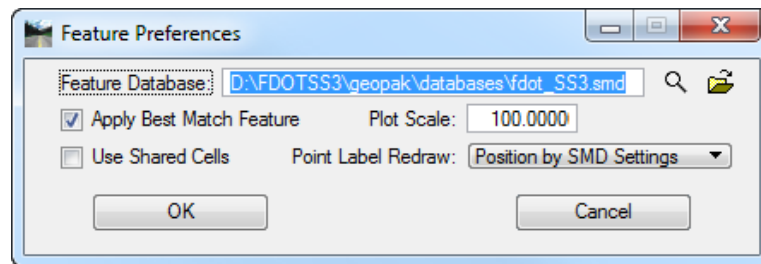 Feature Preferences
Feature Database: D:\FDOTSS3\geopak\databases\fdot_SS3.smd
Apply Best Match Feature Plot Scale: 100.0000
Use Shared Cells Point Label Redraw: Position by SMD Settings
OK Cancel